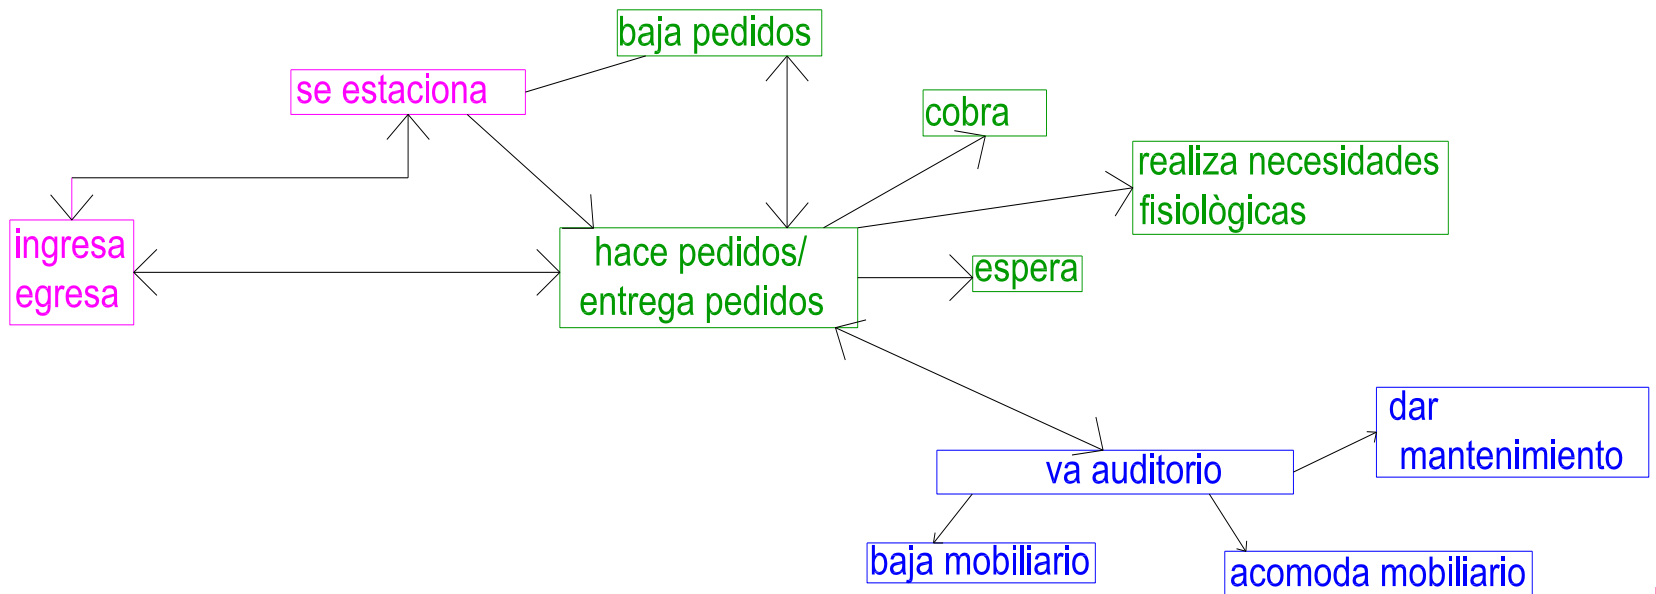 baja pedidos
se estaciona
cobra
realiza necesidades
fisiològicas
ingresa
egresa
hace pedidos/
entrega pedidos
espera
dar
mantenimiento
va auditorio
baja mobiliario
acomoda mobiliario